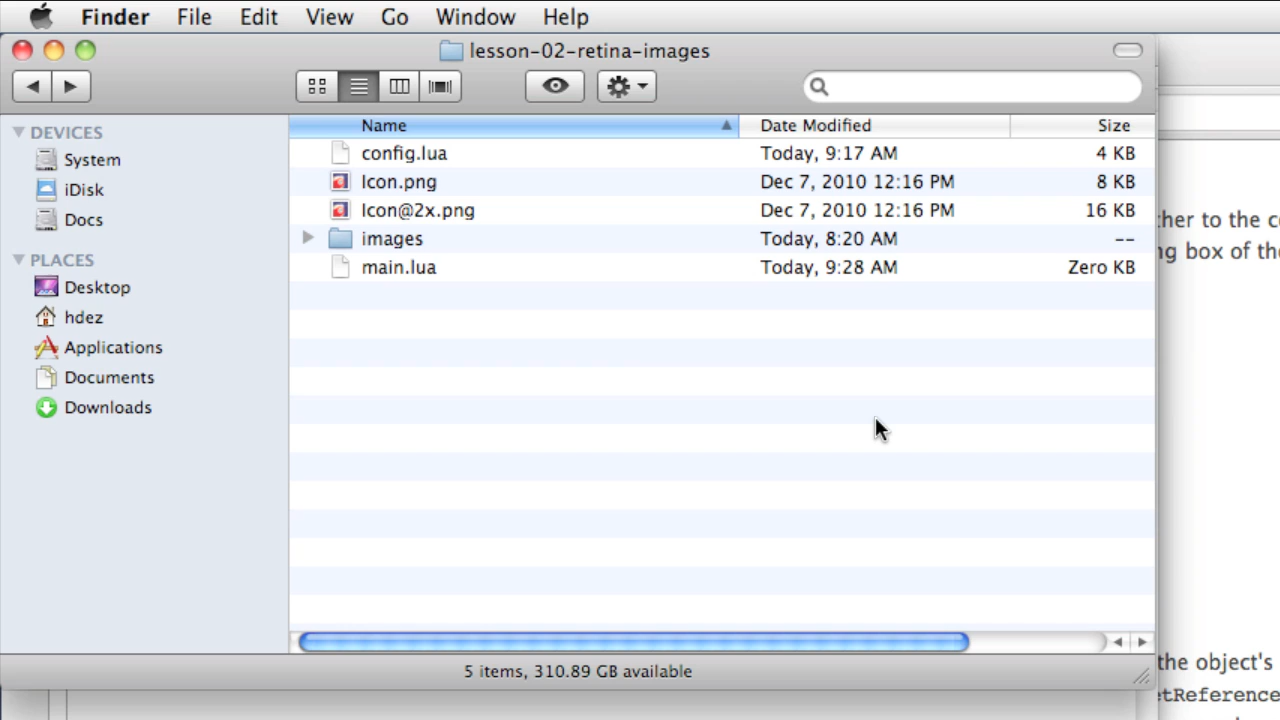 Finder File Edit View Go Window Help
lesson-02-retina-images
Name Date Modified Size
DEVICES
System
iDisk
Docs
PLACES
Desktop
hdez
Applications
Documents
Downloads
config.lua Today, 9:17 AM 4 KB
Icon.png Dec 7, 2010 12:16 PM 8 KB
Icon@2x.png Dec 7, 2010 12:16 PM 16 KB
images Today, 8:20 AM --
main.lua Today, 9:28 AM Zero KB
5 items, 310.89 GB available
to the
box of
the object's